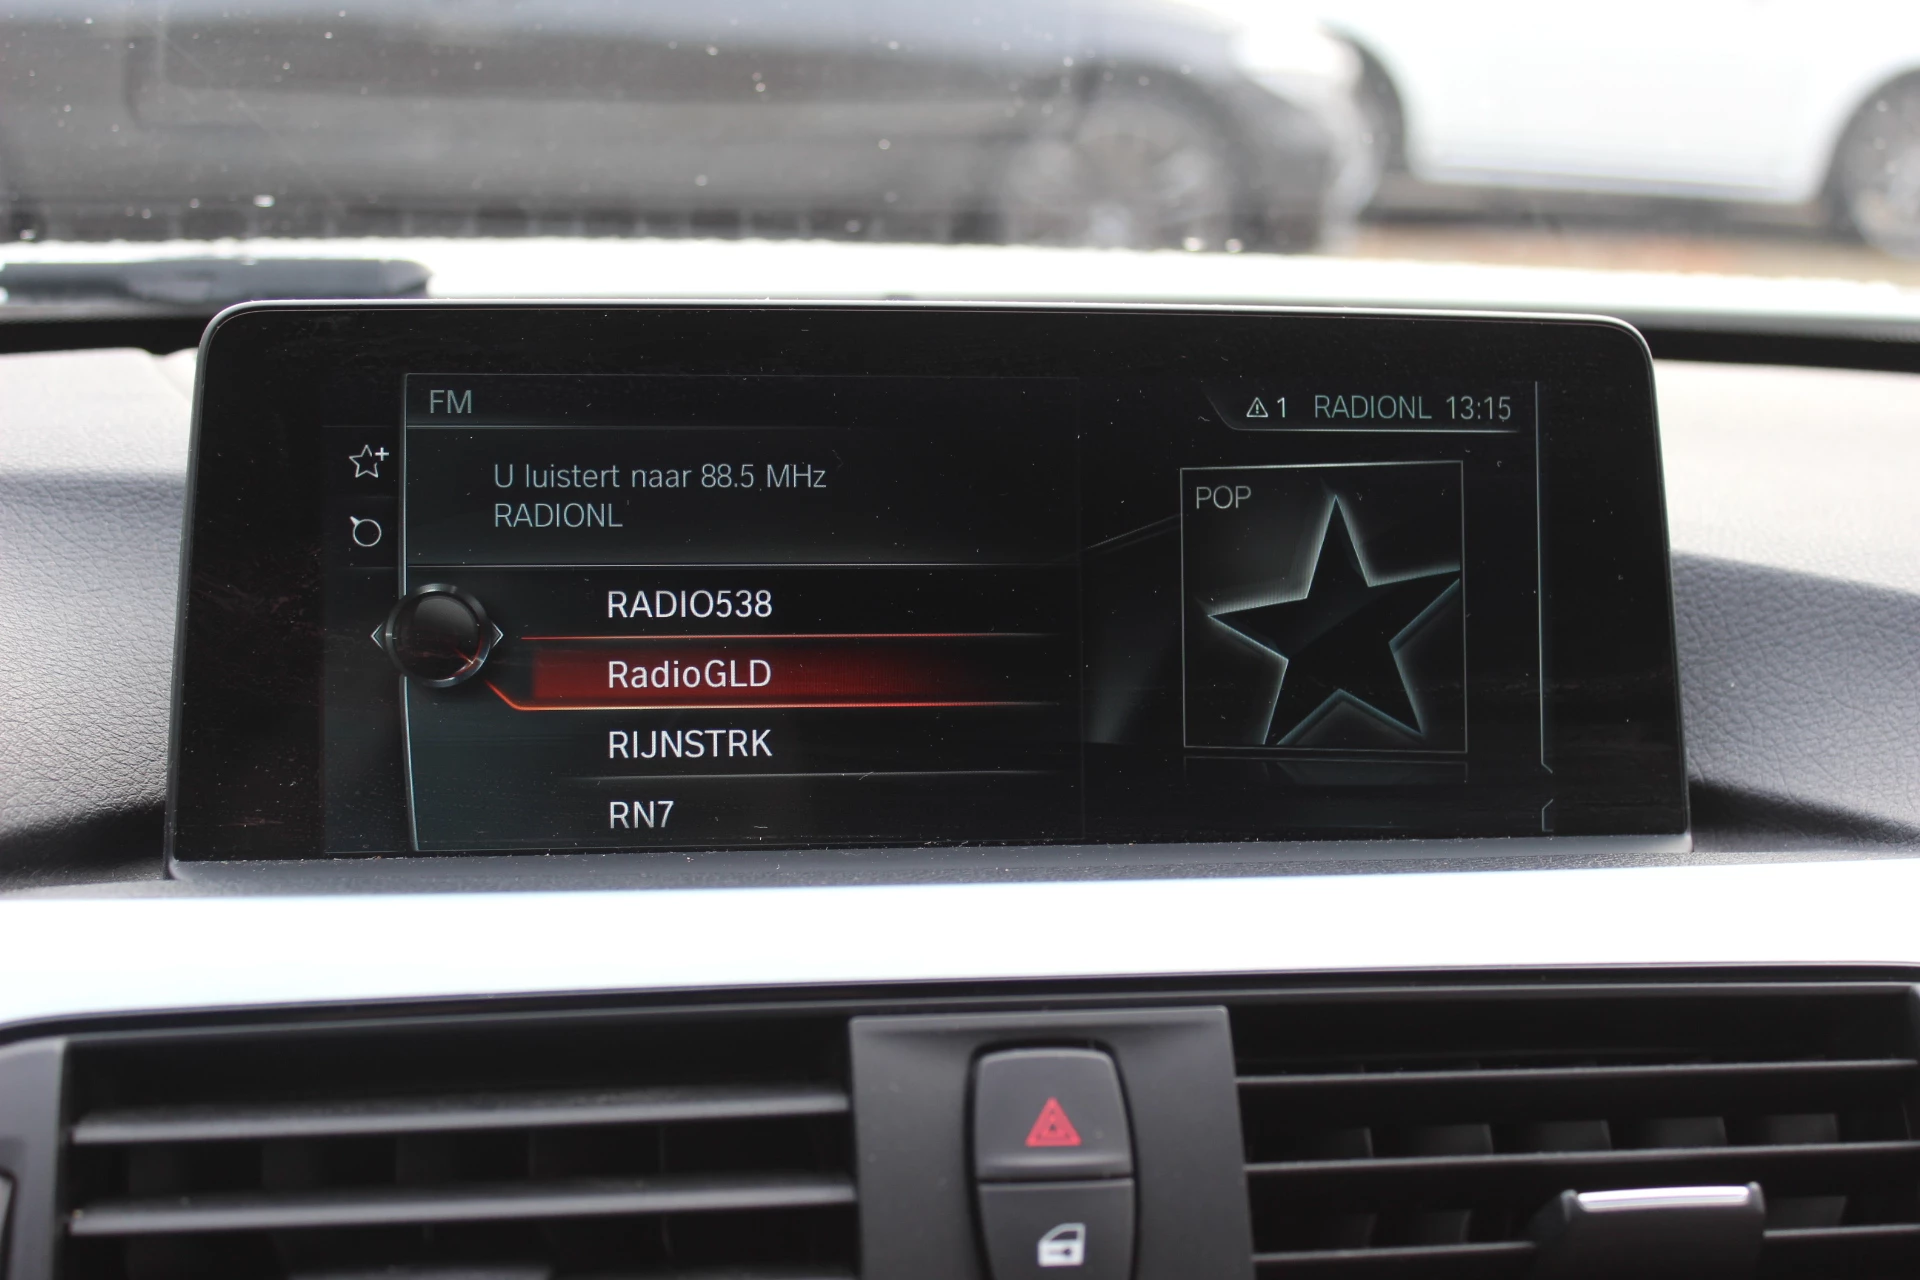 FM
1 RADIONL 13:15
U luistert naar 88.5 MHz
RADIONL
POP
RADIO538
RadioGLD
RIJNSTRK
RN7